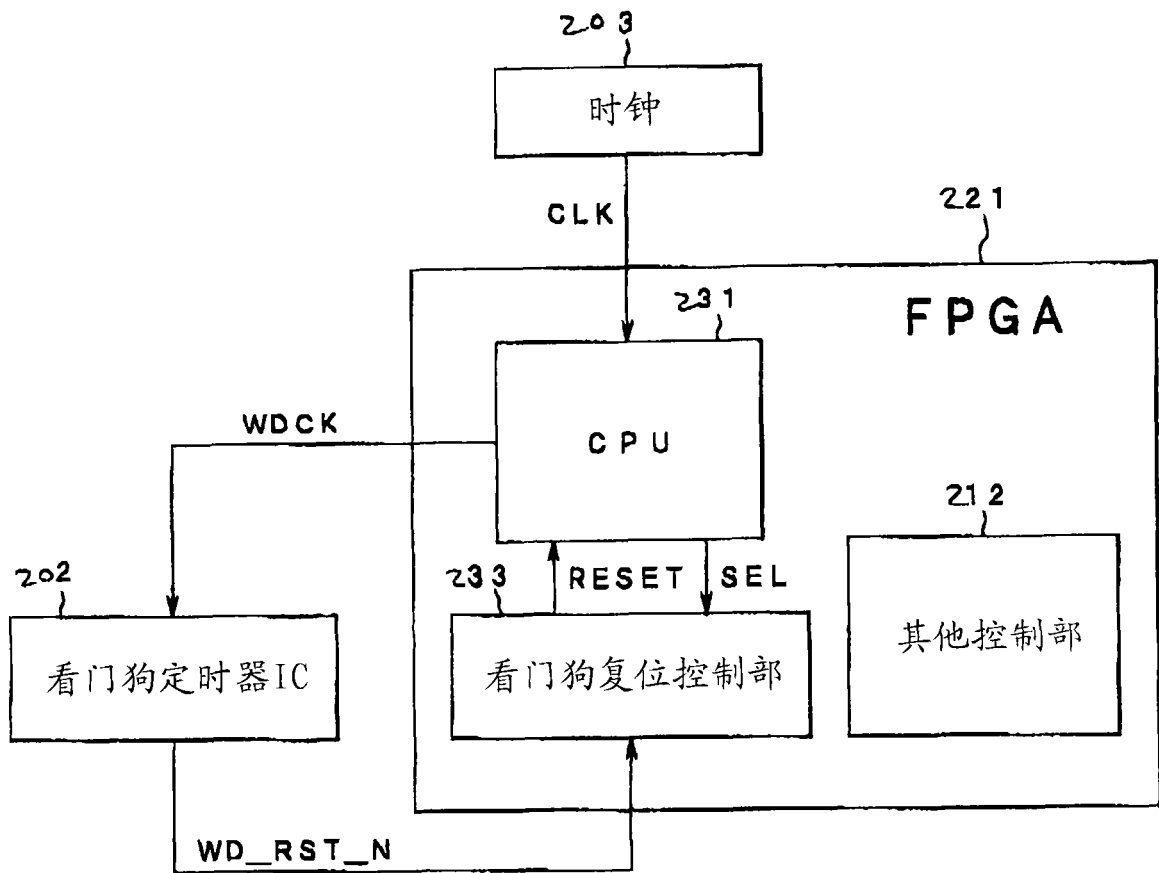 203
时钟
CLK
221
FPGA
231
CPU
WDCK
212
其他控制部
202
看门狗定时器IC
233
RESET
SEL
看门狗复位控制部
WD_RST_N